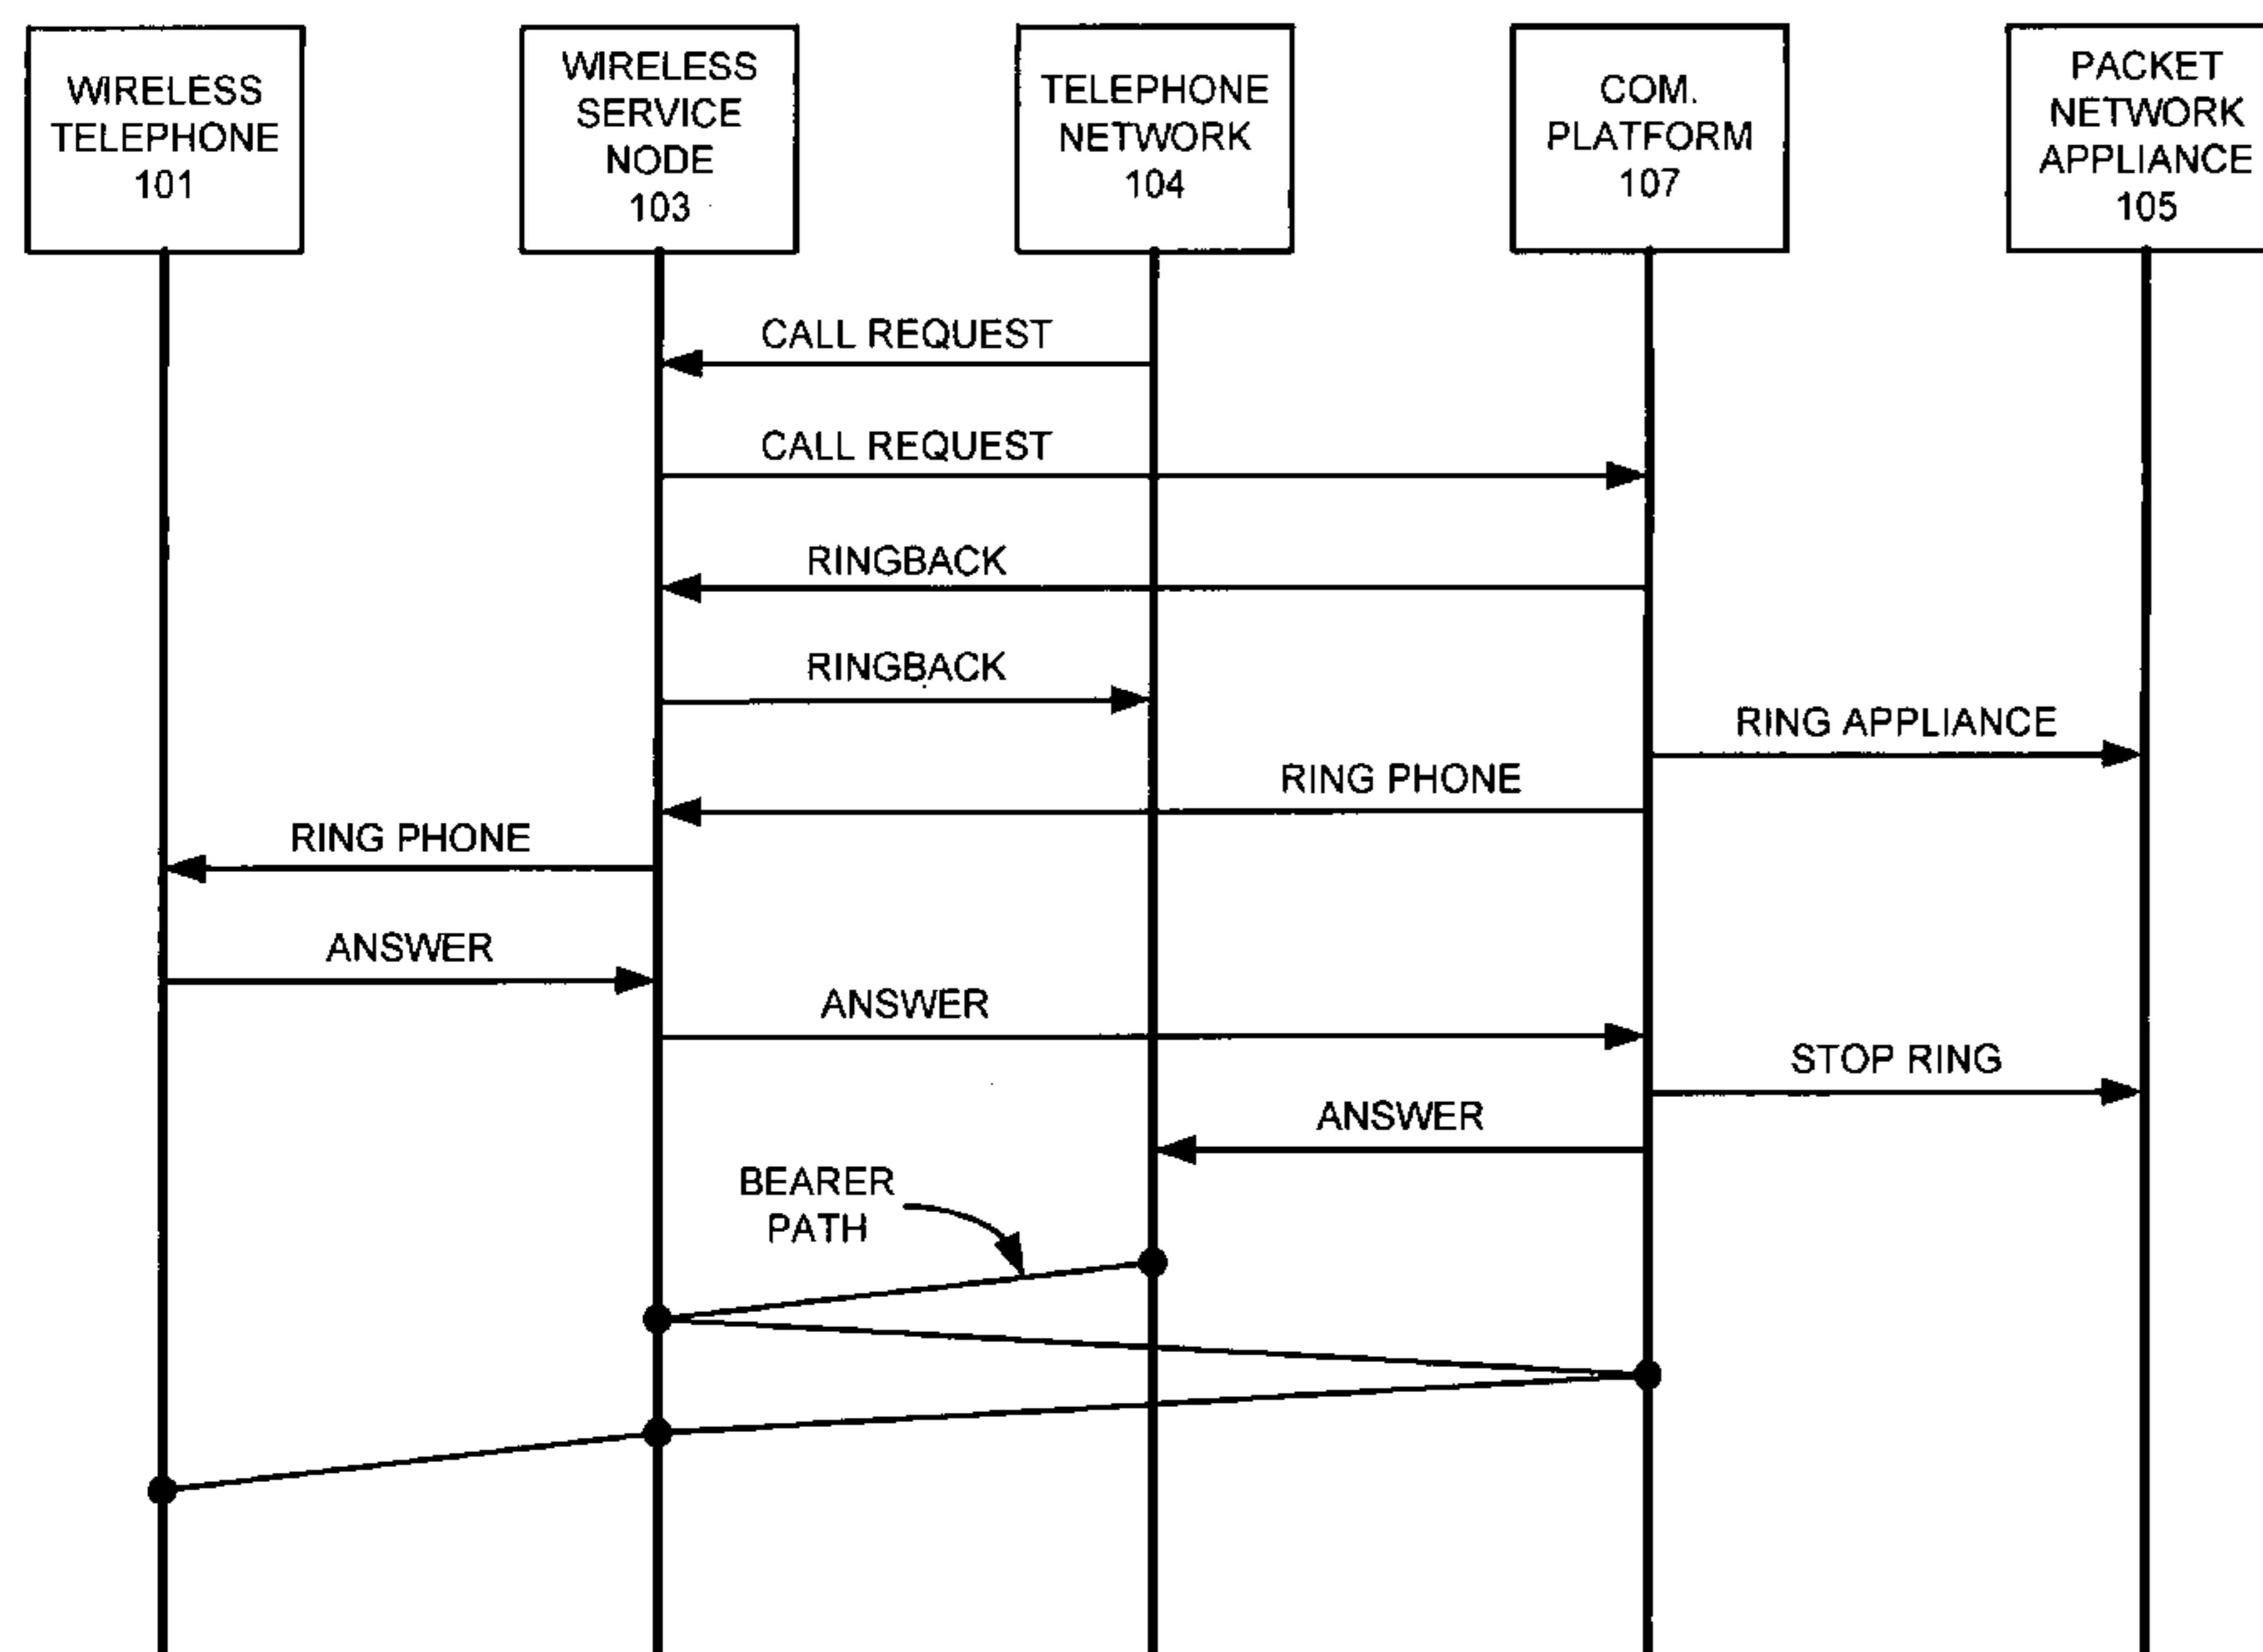 WIRELESS
TELEPHONE
101
WIRELESS
SERVICE
NODE
103
TELEPHONE
NETWORK
104
COM.
PLATFORM
107
PACKET
NETWORK
APPLIANCE
105
CALL REQUEST
CALL REQUEST
RINGBACK
RINGBACK
RING APPLIANCE
RING PHONE
RING PHONE
ANSWER
ANSWER
STOP RING
ANSWER
BEARER
PATH